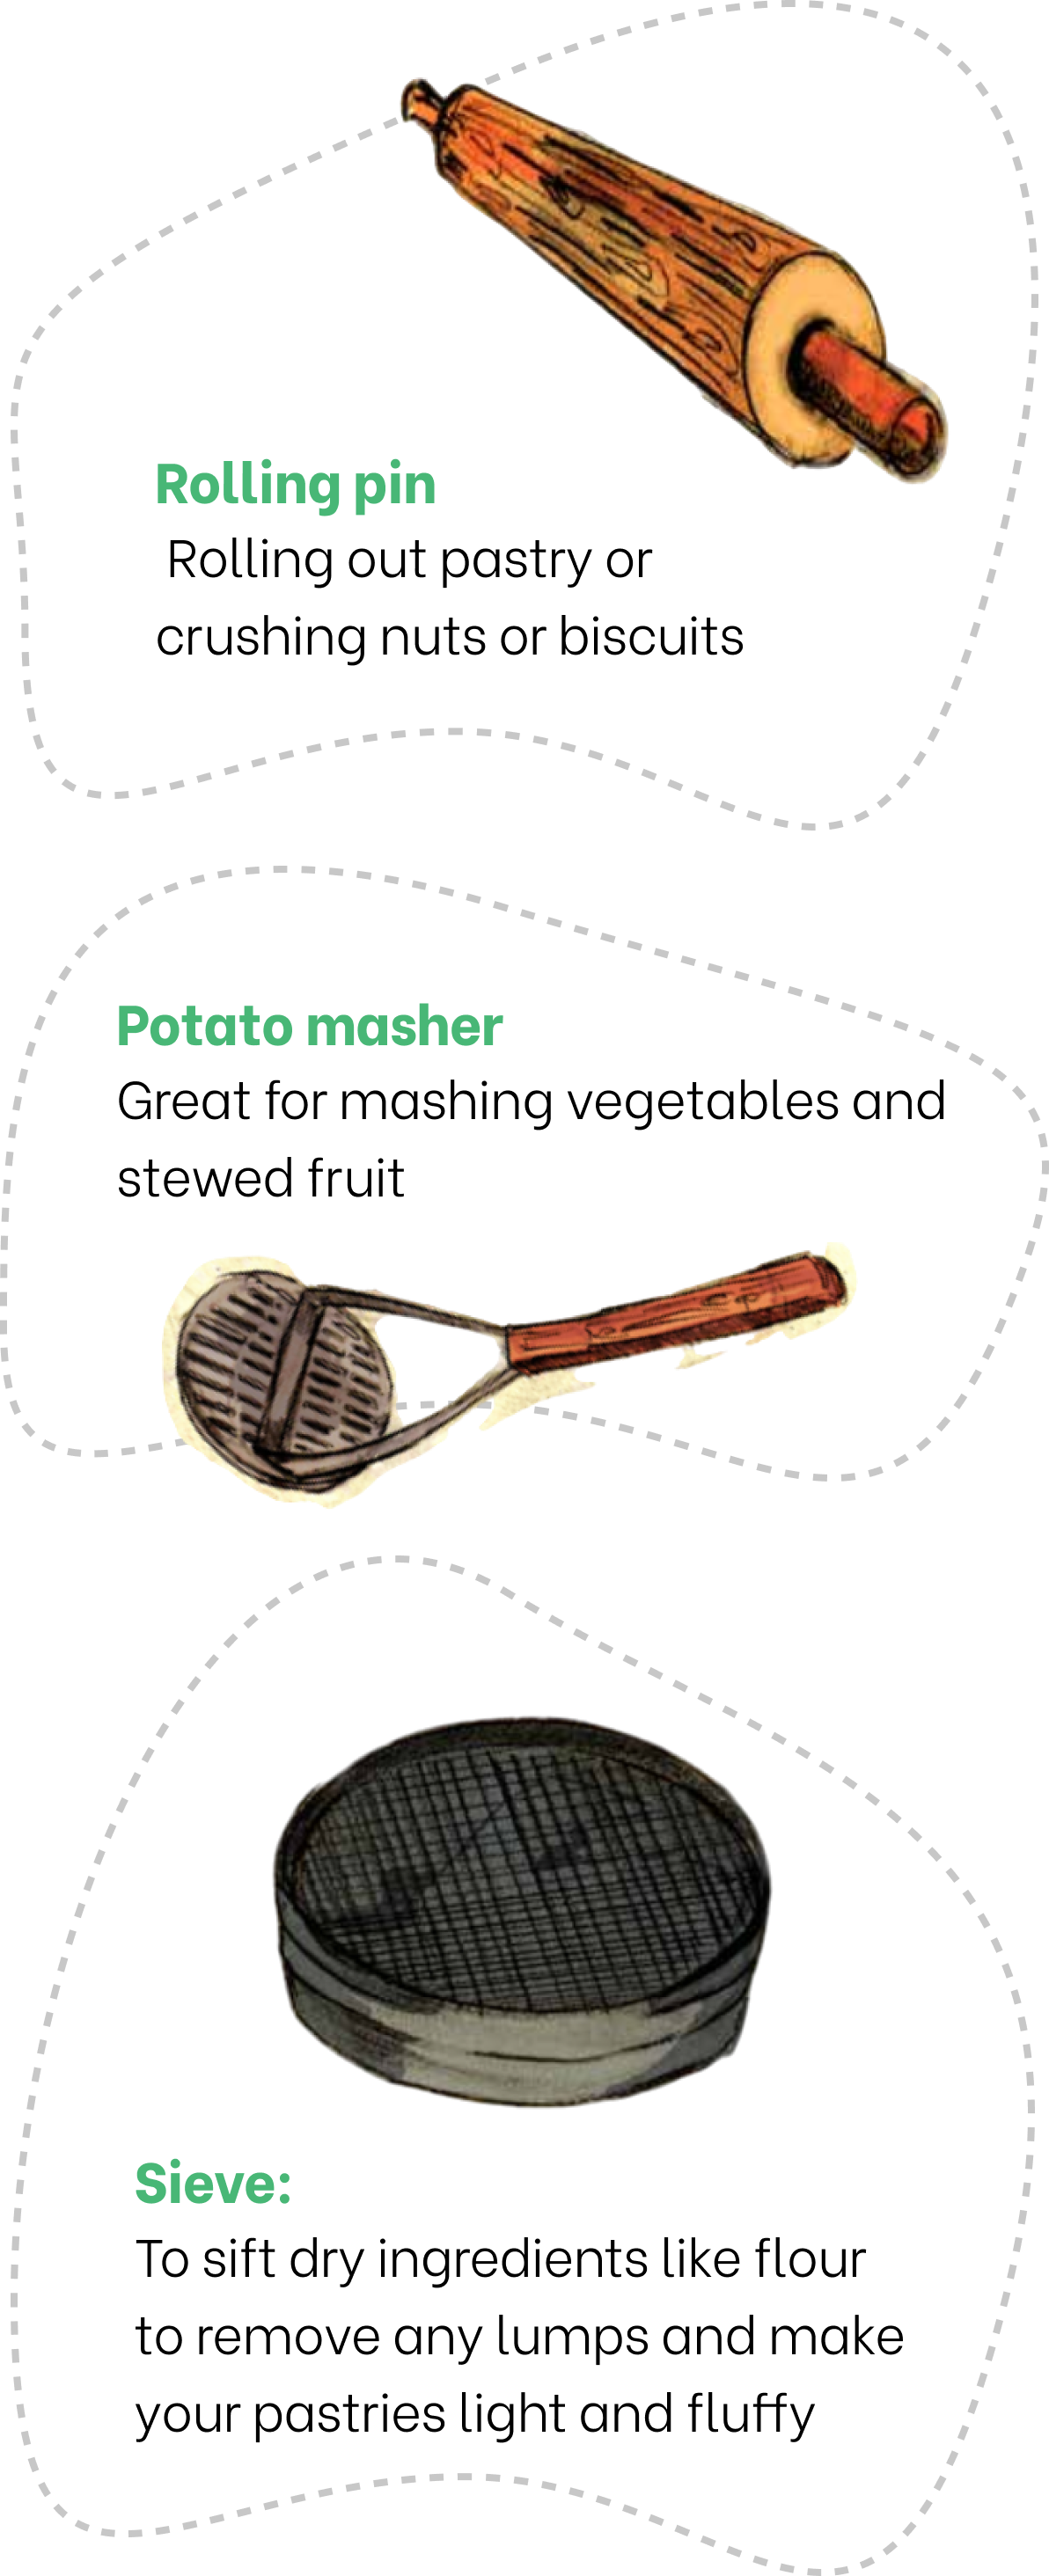 Rolling pin
Rolling out pastry or
crushing nuts or biscuits
Potato masher
Great for mashing vegetables and
stewed fruit
Sieve:
To sift dry ingredients like flour
to remove any lumps and make
your pastries light and fluffy